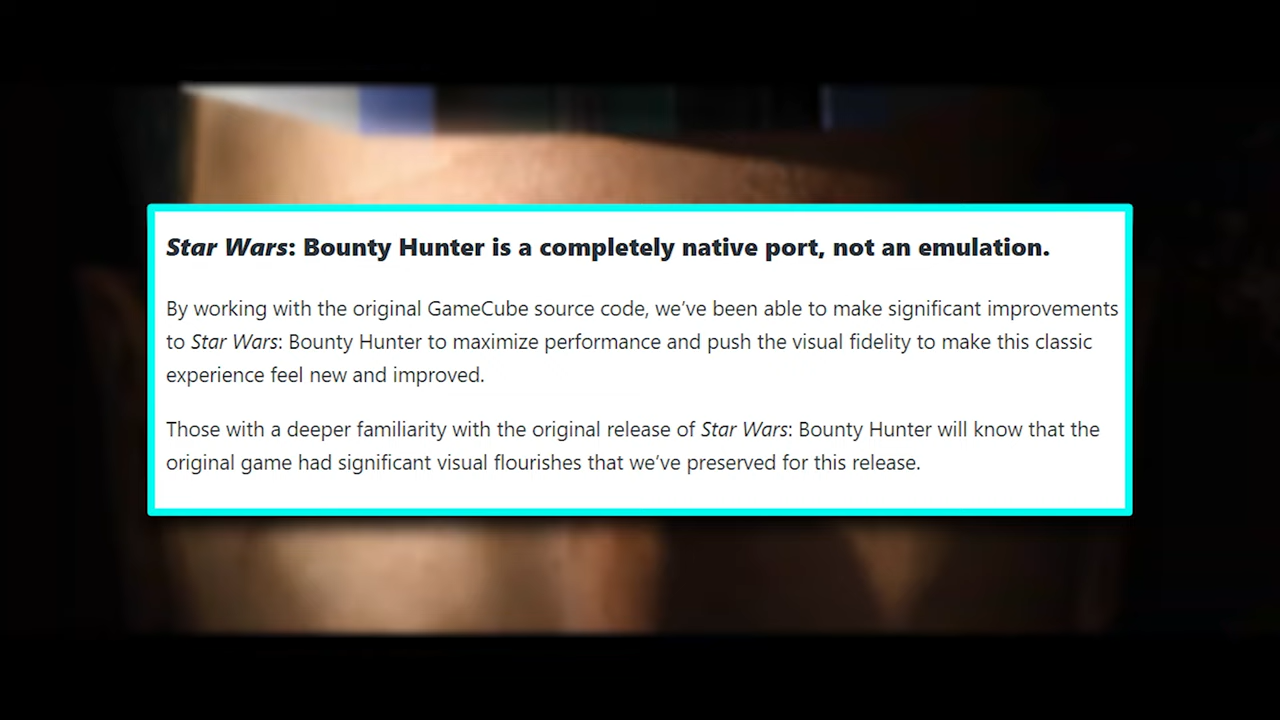 Star Wars: Bounty Hunter is a completely native port, not an emulation.
By working with the original GameCube source code, we’ve been able to make significant improvements
to Star Wars: Bounty Hunter to maximize performance and push the visual fidelity to make this classic
experience feel new and improved.
Those with a deeper familiarity with the original release of Star Wars: Bounty Hunter will know that the
original game had significant visual flourishes that we’ve preserved for this release.